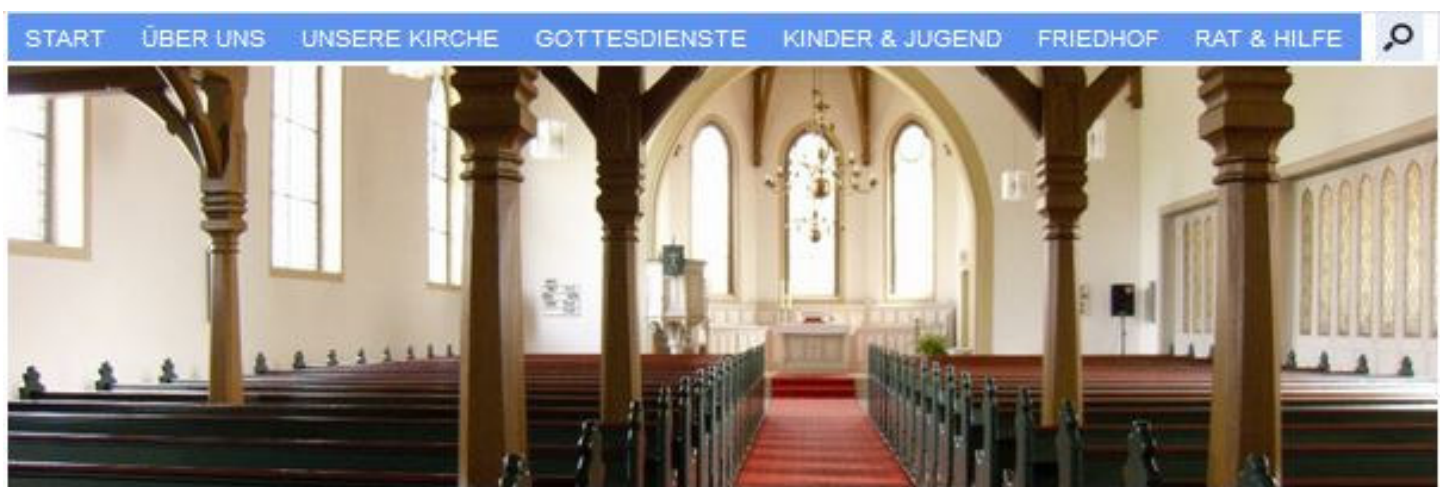 START ÜBER UNS UNSERE KIRCHE GOTTESDIENSTE KINDER & JUGEND FRIEDHOF RAT & HILFE